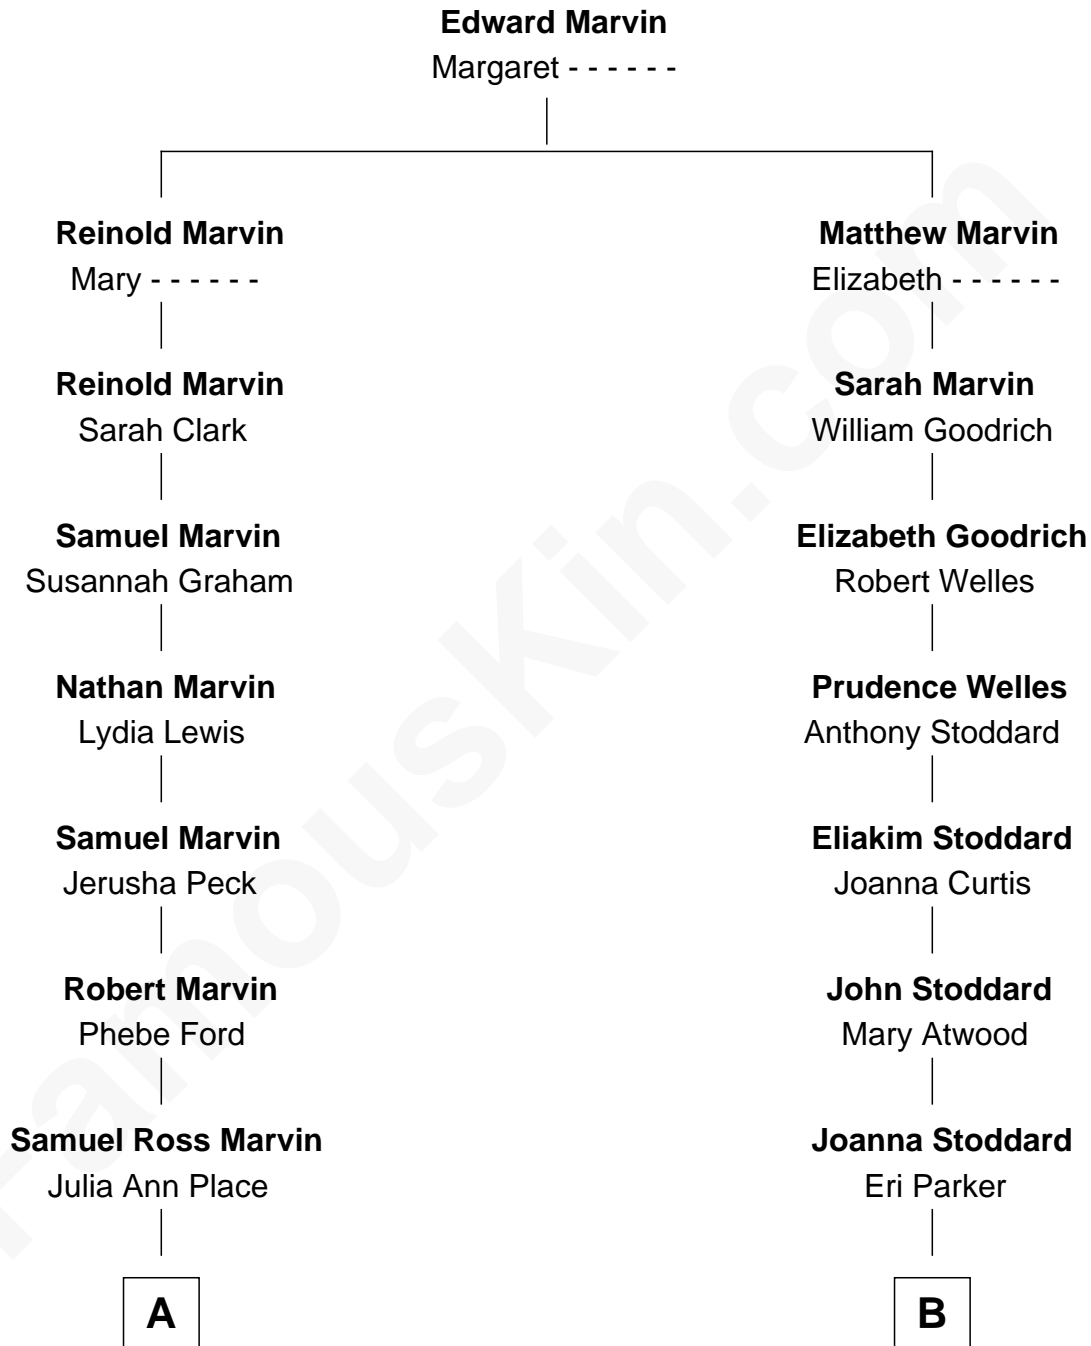 Edward Marvin
Margaret - - - - - -
Reinold Marvin
Mary - - - - - -
Matthew Marvin
Elizabeth - - - - - -
Reinold Marvin
Sarah Clark
Sarah Marvin
William Goodrich
Samuel Marvin
Susannah Graham
Elizabeth Goodrich
Robert Welles
Nathan Marvin
Lydia Lewis
Prudence Welles
Anthony Stoddard
Samuel Marvin
Jerusha Peck
Eliakim Stoddard
Joanna Curtis
Robert Marvin
Phebe Ford
John Stoddard
Mary Atwood
Samuel Ross Marvin
Julia Ann Place
Joanna Stoddard
Eri Parker
A
B
FamousKin.com